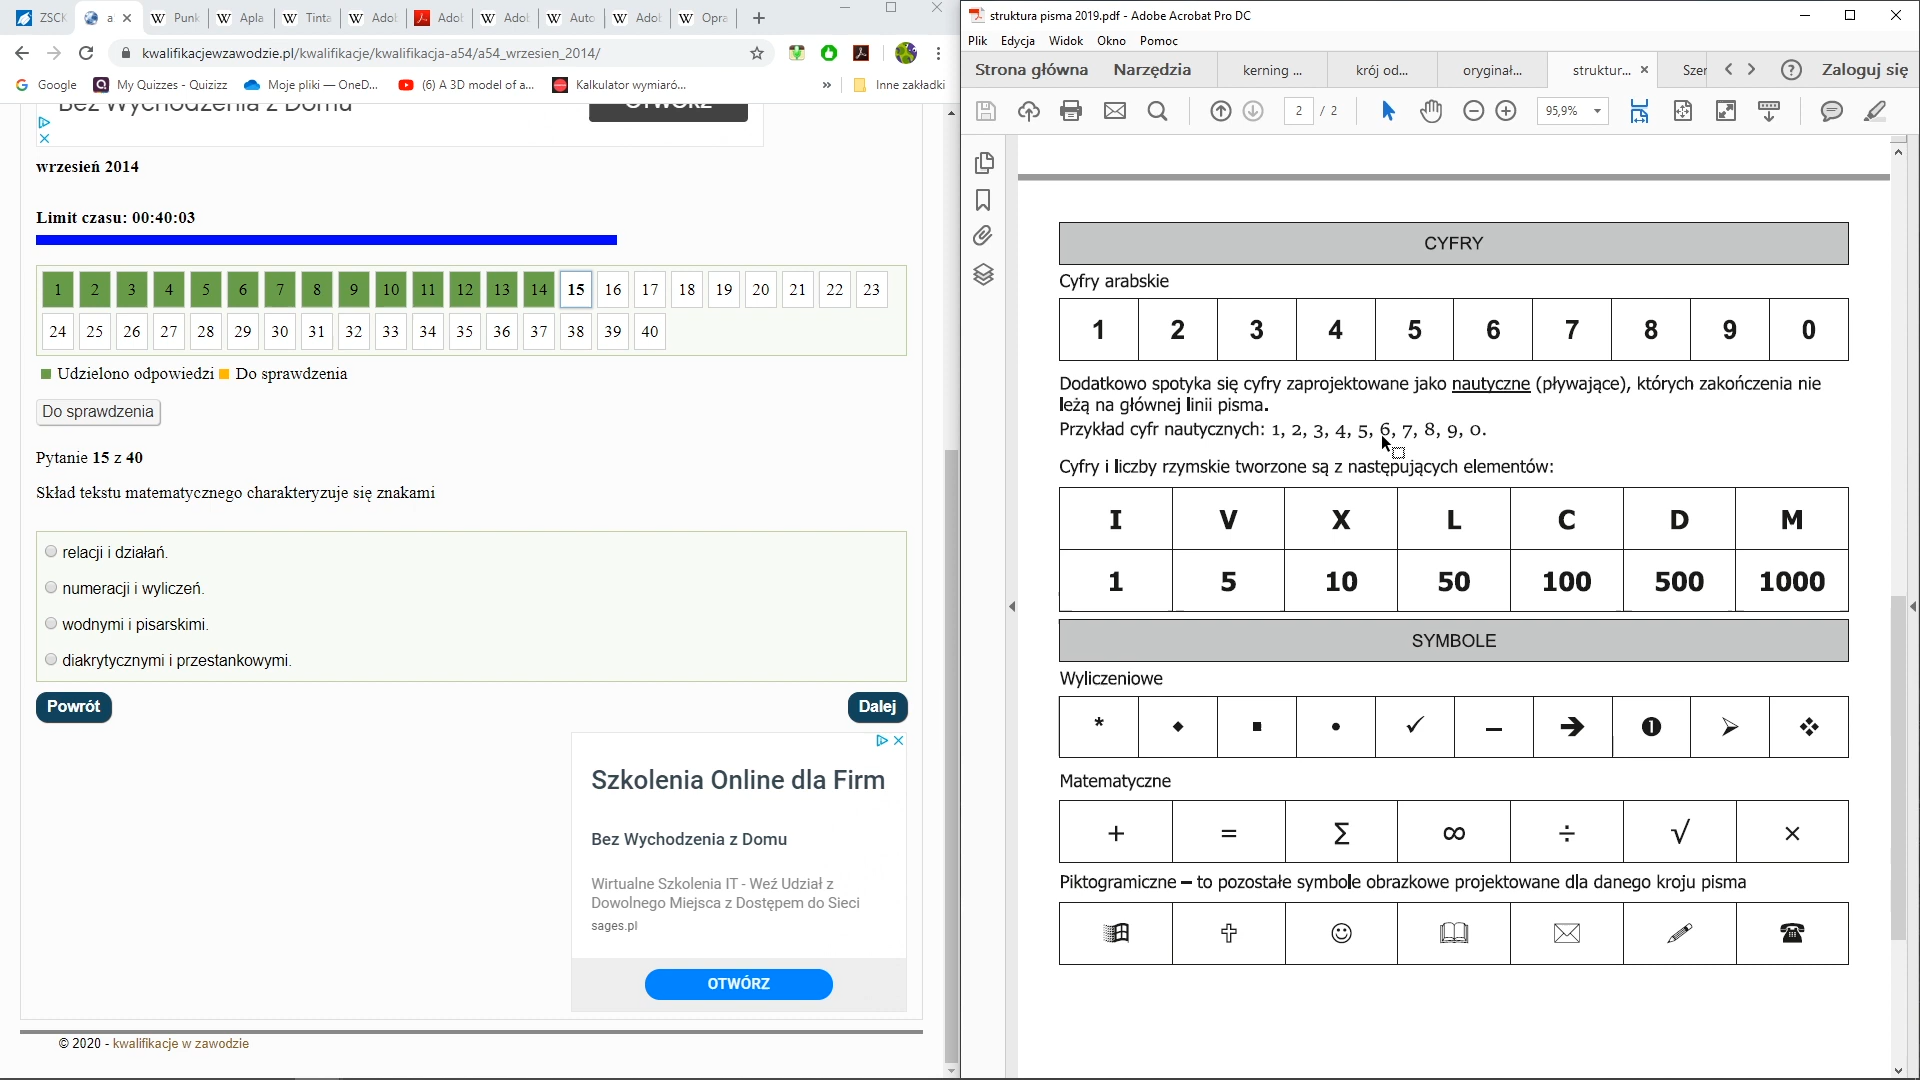 ZSCK
a
Punk
Apla
Tinta
Adob
Adob
Adob
Auto
Adob
Opra
kwalifikacjewzawodzie.pl/kwalifikacje/kwalifikacja-a54/a54_wrzesien_2014/
Google
My Quizzes - Quizizz
Moje pliki — OneD...
(6) A 3D model of a...
Kalkulator wymiaró...
»
Inne zakładki
Bez Wychodzenia z Domu
OTWÓRZ
wrzesień 2014
Limit czasu: 00:40:03
1 2 3 4 5 6 7 8 9 10 11 12 13 14 15 16 17 18 19 20 21 22 23
24 25 26 27 28 29 30 31 32 33 34 35 36 37 38 39 40
Udzielono odpowiedzi Do sprawdzenia
Do sprawdzenia
Pytanie 15 z 40
Skład tekstu matematycznego charakteryzuje się znakami
relacji i działań.
numeracji i wyliczeń.
wodnymi i pisarskimi.
diakrytycznymi i przestankowymi.
Powrót
Dalej
Szkolenia Online dla Firm
Bez Wychodzenia z Domu
Wirtualne Szkolenia IT - Weź Udział z
Dowolnego Miejsca z Dostępem do Sieci
sages.pl
OTWÓRZ
© 2020 - kwalifikacje w zawodzie
struktura pisma 2019.pdf - Adobe Acrobat Pro DC
Plik Edycja Widok Okno Pomoc
Strona główna Narzędzia kerning ... krój od... oryginał... struktur... Szer Zaloguj się
2 / 2 95,9%
CYFRY
Cyfry arabskie
1 2 3 4 5 6 7 8 9 0
Dodatkowo spotyka się cyfry zaprojektowane jako nautyczne (pływające), których zakończenia nie
leżą na głównej linii pisma.
Przykład cyfr nautycznych: 1, 2, 3, 4, 5, 6, 7, 8, 9, 0.
Cyfry i liczby rzymskie tworzone są z następujących elementów:
I V X L C D M
1 5 10 50 100 500 1000
SYMBOLE
Wyliczeniowe
* ◆ ■ • ✓ – ➔ ❶ ➢ ❖
Matematyczne
+ = Σ ∞ ÷ √ ×
Piktogramiczne – to pozostałe symbole obrazkowe projektowane dla danego kroju pisma